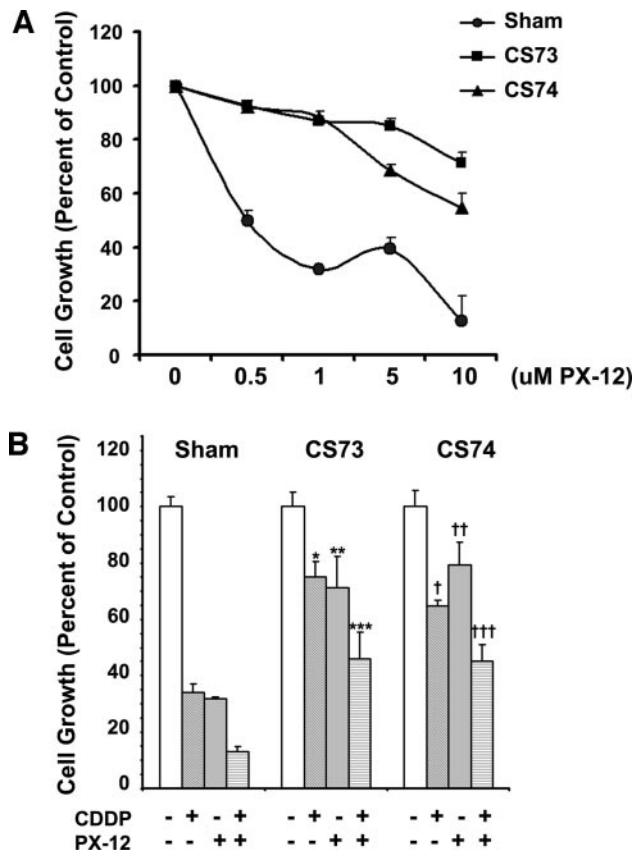 A
Cell Growth (Percent of Control)
120
100
80
60
40
20
0
0 0.5 1 5 10 (uM PX-12)
Sham
CS73
CS74
B
Cell Growth (Percent of Control)
120
100
80
60
40
20
0
Sham CS73 CS74
* ** ***
† †† †††
CDDP - + - + - + - + - + - +
PX-12 - - + + - - + + - - + +